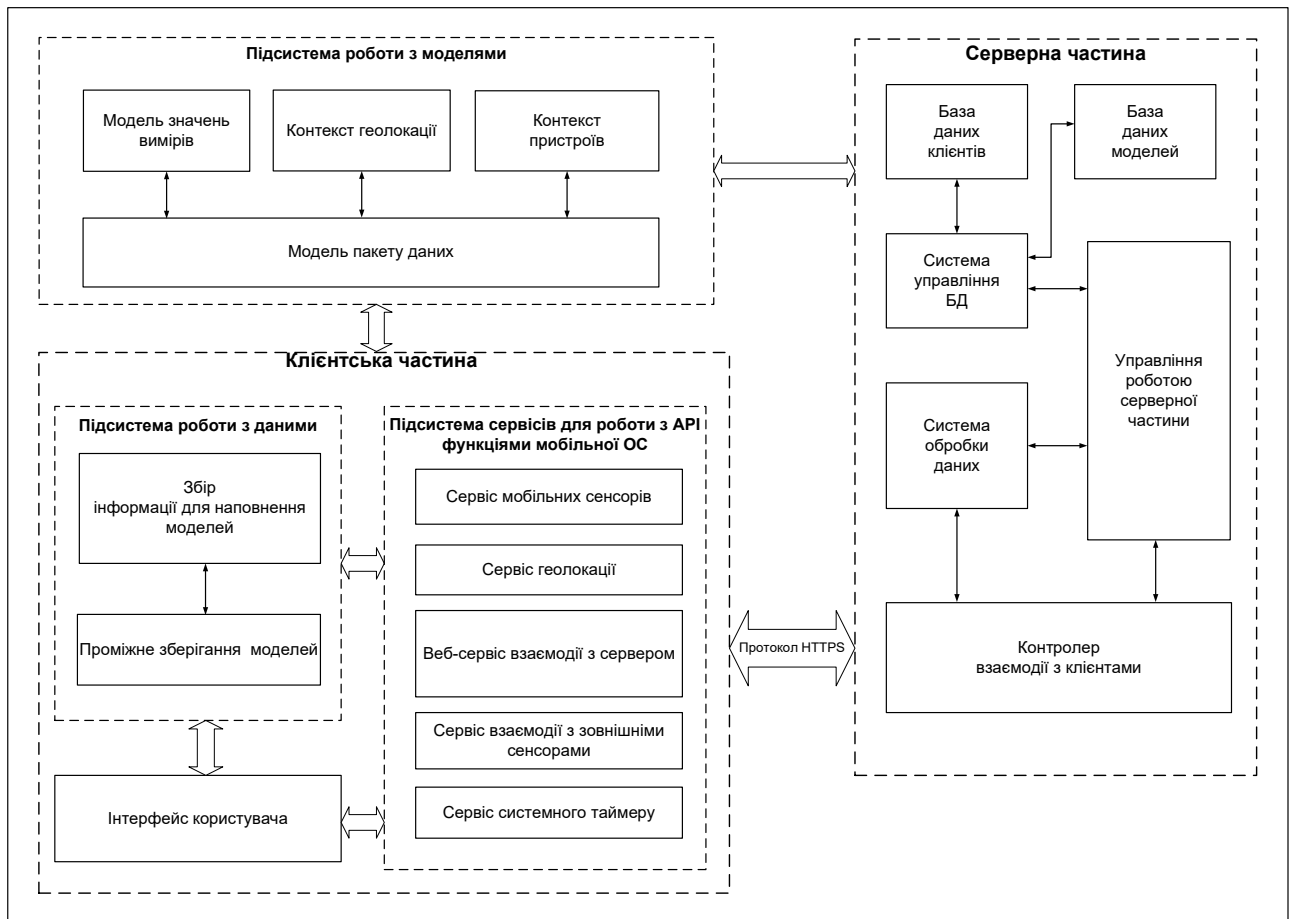 Підсистема роботи з моделями
Модель значень
вимірів
Контекст геолокації
Контекст
пристроїв
Модель пакету даних
Серверна частина
База
даних
клієнтів
База
даних
моделей
Система
управління
БД
Управління
роботою
серверної
частини
Система
обробки
даних
Контролер
взаємодії з клієнтами
Клієнтська частина
Підсистема роботи з даними
Збір
інформації для наповнення
моделей
Проміжне зберігання моделей
Інтерфейс користувача
Підсистема сервісів для роботи з API
функціями мобільної ОС
Сервіс мобільних сенсорів
Сервіс геолокації
Веб-сервіс взаємодії з сервером
Сервіс взаємодії з зовнішніми
сенсорами
Сервіс системного таймеру
Протокол HTTPS